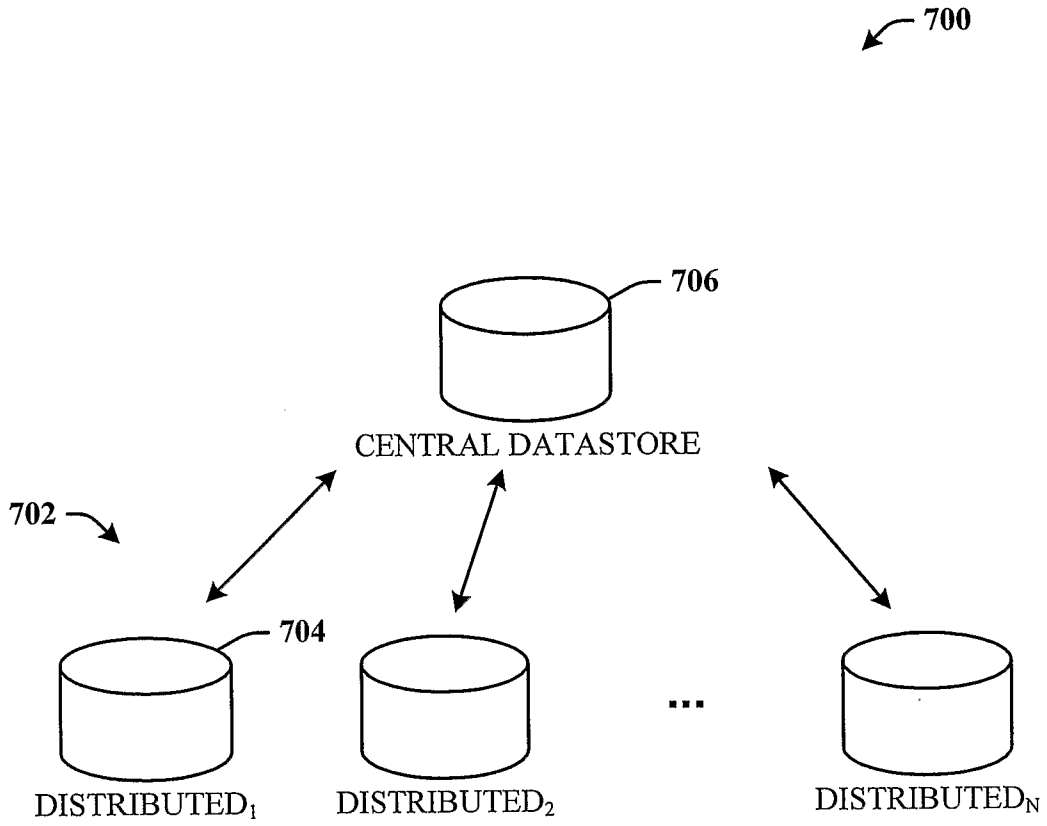 700
706
CENTRAL DATASTORE
702
704
...
DISTRIBUTED₁ DISTRIBUTED₂ DISTRIBUTEDN